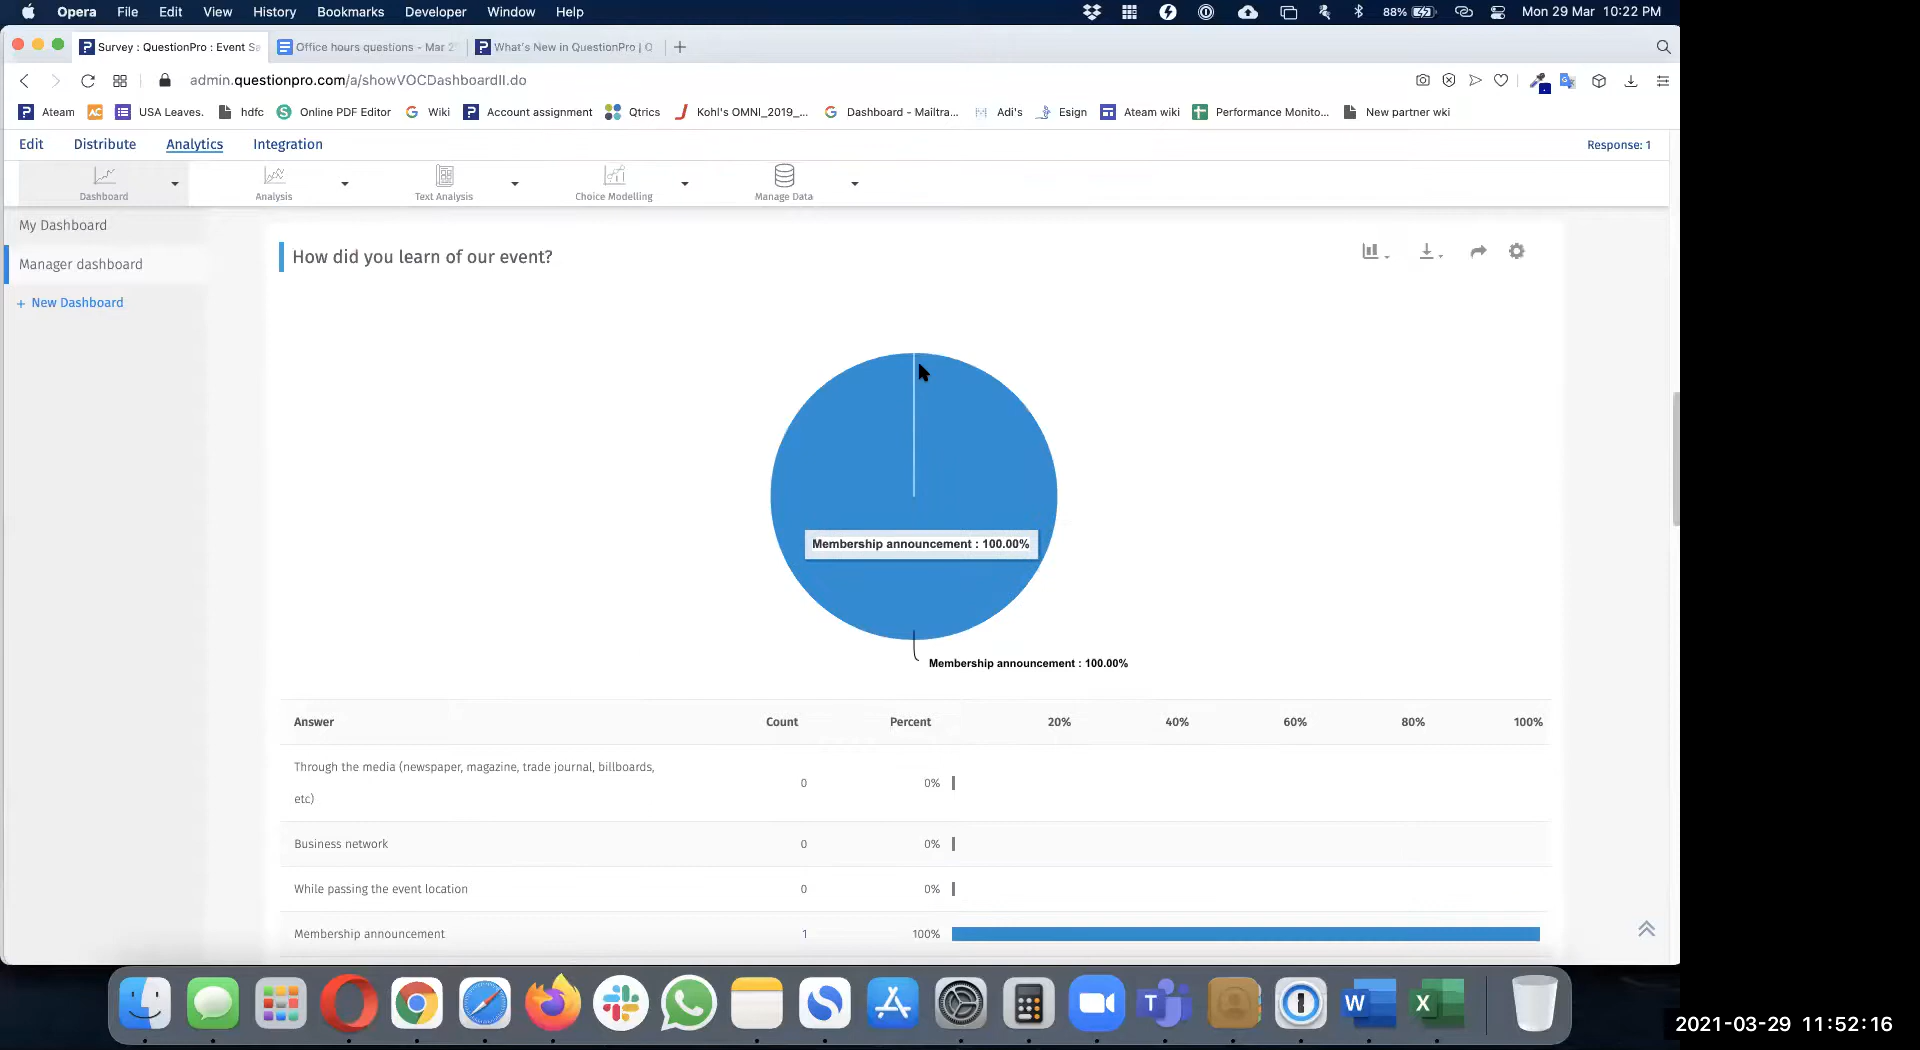 Opera File Edit View History Bookmarks Developer Window Help 88% Mon 29 Mar 10:22 PM
Survey : QuestionPro : Event Se Office hours questions - Mar 2 What's New in QuestionPro | Q
admin.questionpro.com/a/showVOCDashboardII.do
Ateam USA Leaves. hdfc Online PDF Editor Wiki Account assignment Qtrics Kohl's OMNI_2019_... Dashboard - Mailtra... Adi's Esign Ateam wiki Performance Monito... New partner wki
Edit Distribute Analytics Integration Response: 1
Dashboard Analysis Text Analysis Choice Modelling Manage Data
My Dashboard
Manager dashboard
+ New Dashboard
How did you learn of our event?
Membership announcement : 100.00%
Membership announcement : 100.00%
Answer Count Percent 20% 40% 60% 80% 100%
Through the media (newspaper, magazine, trade journal, billboards,
etc) 0 0%
Business network 0 0%
While passing the event location 0 0%
Membership announcement 1 100%
2021-03-29 11:52:16